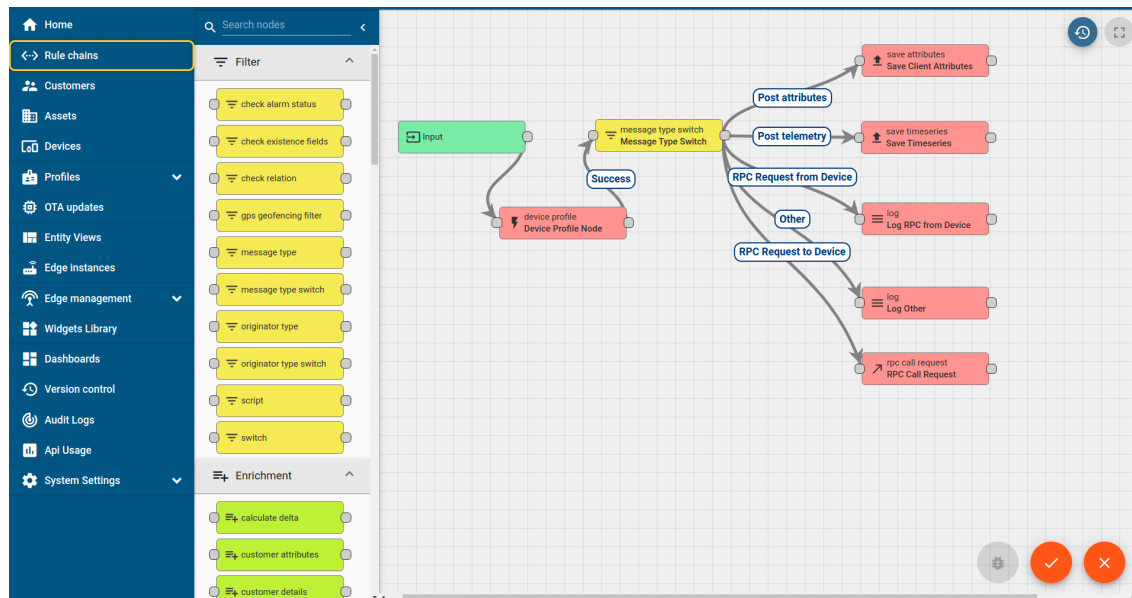 Home
Rule chains
Customers
Assets
Devices
Profiles
OTA updates
Entity Views
Edge instances
Edge management
Widgets Library
Dashboards
Version control
Audit Logs
Api Usage
System Settings
Search nodes
Filter
check alarm status
check existence fields
check relation
gps geofencing filter
message type
message type switch
originator type
originator type switch
script
switch
Enrichment
calculate delta
customer attributes
customer details
Input
device profile
Device Profile Node
Success
message type switch
Message Type Switch
Post attributes
Post telemetry
RPC Request from Device
Other
RPC Request to Device
save attributes
Save Client Attributes
save timeseries
Save Timeseries
log
Log RPC from Device
log
Log Other
rpc call request
RPC Call Request